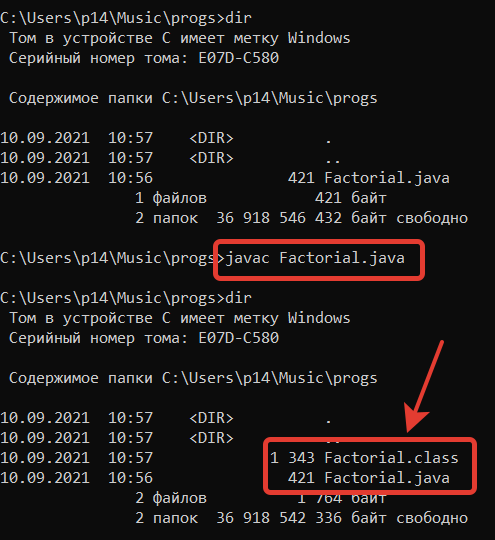 C:\Users\p14\Music\progs>dir
Том в устройстве C имеет метку Windows
Серийный номер тома: E07D-C580
Содержимое папки C:\Users\p14\Music\progs
10.09.2021  10:57    <DIR>          .
10.09.2021  10:57    <DIR>          ..
10.09.2021  10:56               421 Factorial.java
1 файлов            421 байт
2 папок  36 918 546 432 байт свободно
C:\Users\p14\Music\progs>javac Factorial.java
C:\Users\p14\Music\progs>dir
Том в устройстве C имеет метку Windows
Серийный номер тома: E07D-C580
Содержимое папки C:\Users\p14\Music\progs
10.09.2021  10:57    <DIR>          .
10.09.2021  10:57    <DIR>          ..
10.09.2021  10:57             1 343 Factorial.class
10.09.2021  10:56               421 Factorial.java
2 файлов          1 764 байт
2 папок  36 918 542 336 байт свободно